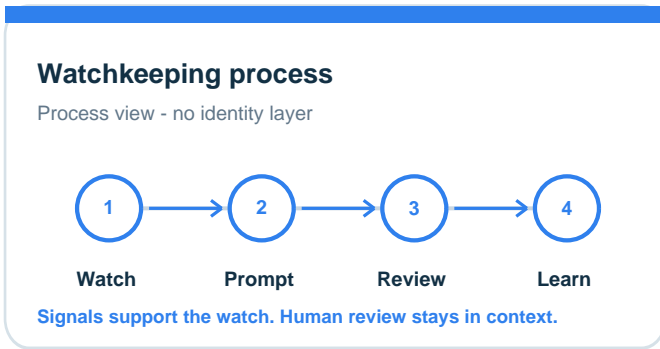 Watchkeeping process
Process view - no identity layer
1 2 3 4
Watch Prompt Review Learn
Signals support the watch. Human review stays in context.